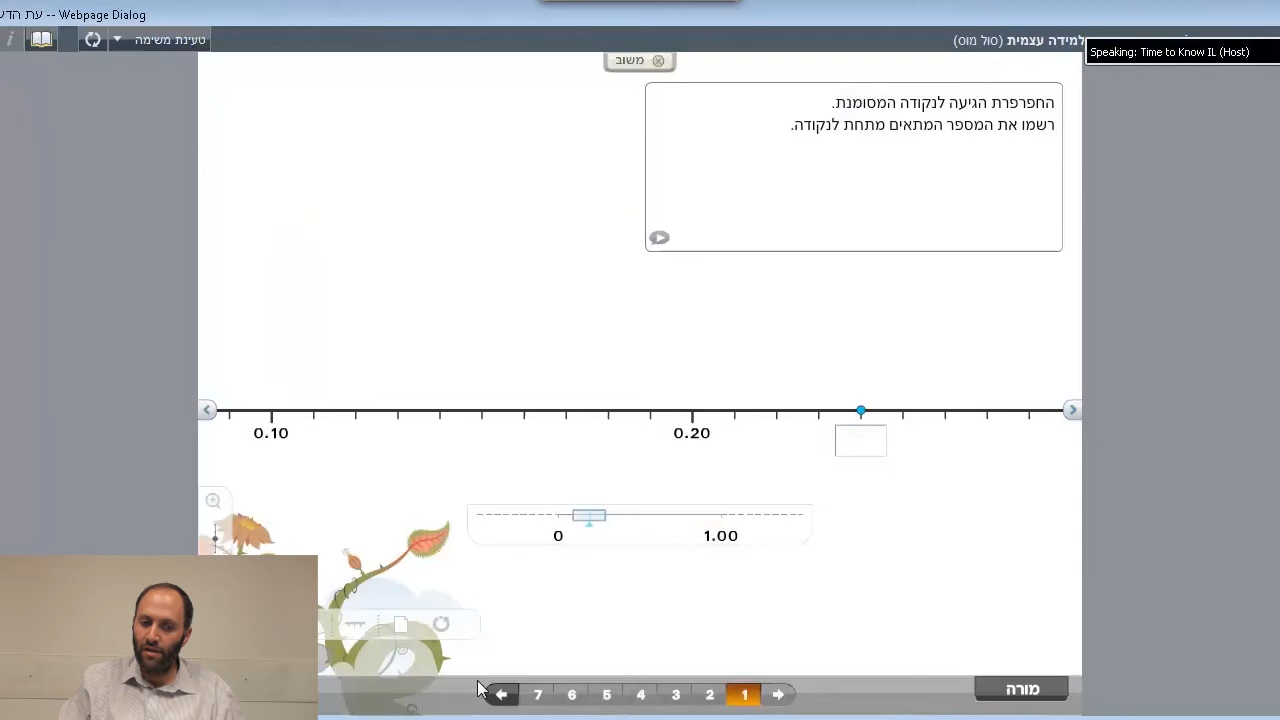 עת הדע -- Webpage Dialog
טעינת משימה
למידה עצמית (סול מוס)
Speaking: Time to Know IL (Host)
משוב
החפרפרת הגיעה לנקודה המסומנת.
רשמו את המספר המתאים מתחת לנקודה.
0.10
0.20
0
1.00
7 6 5 4 3 2 1
מורה